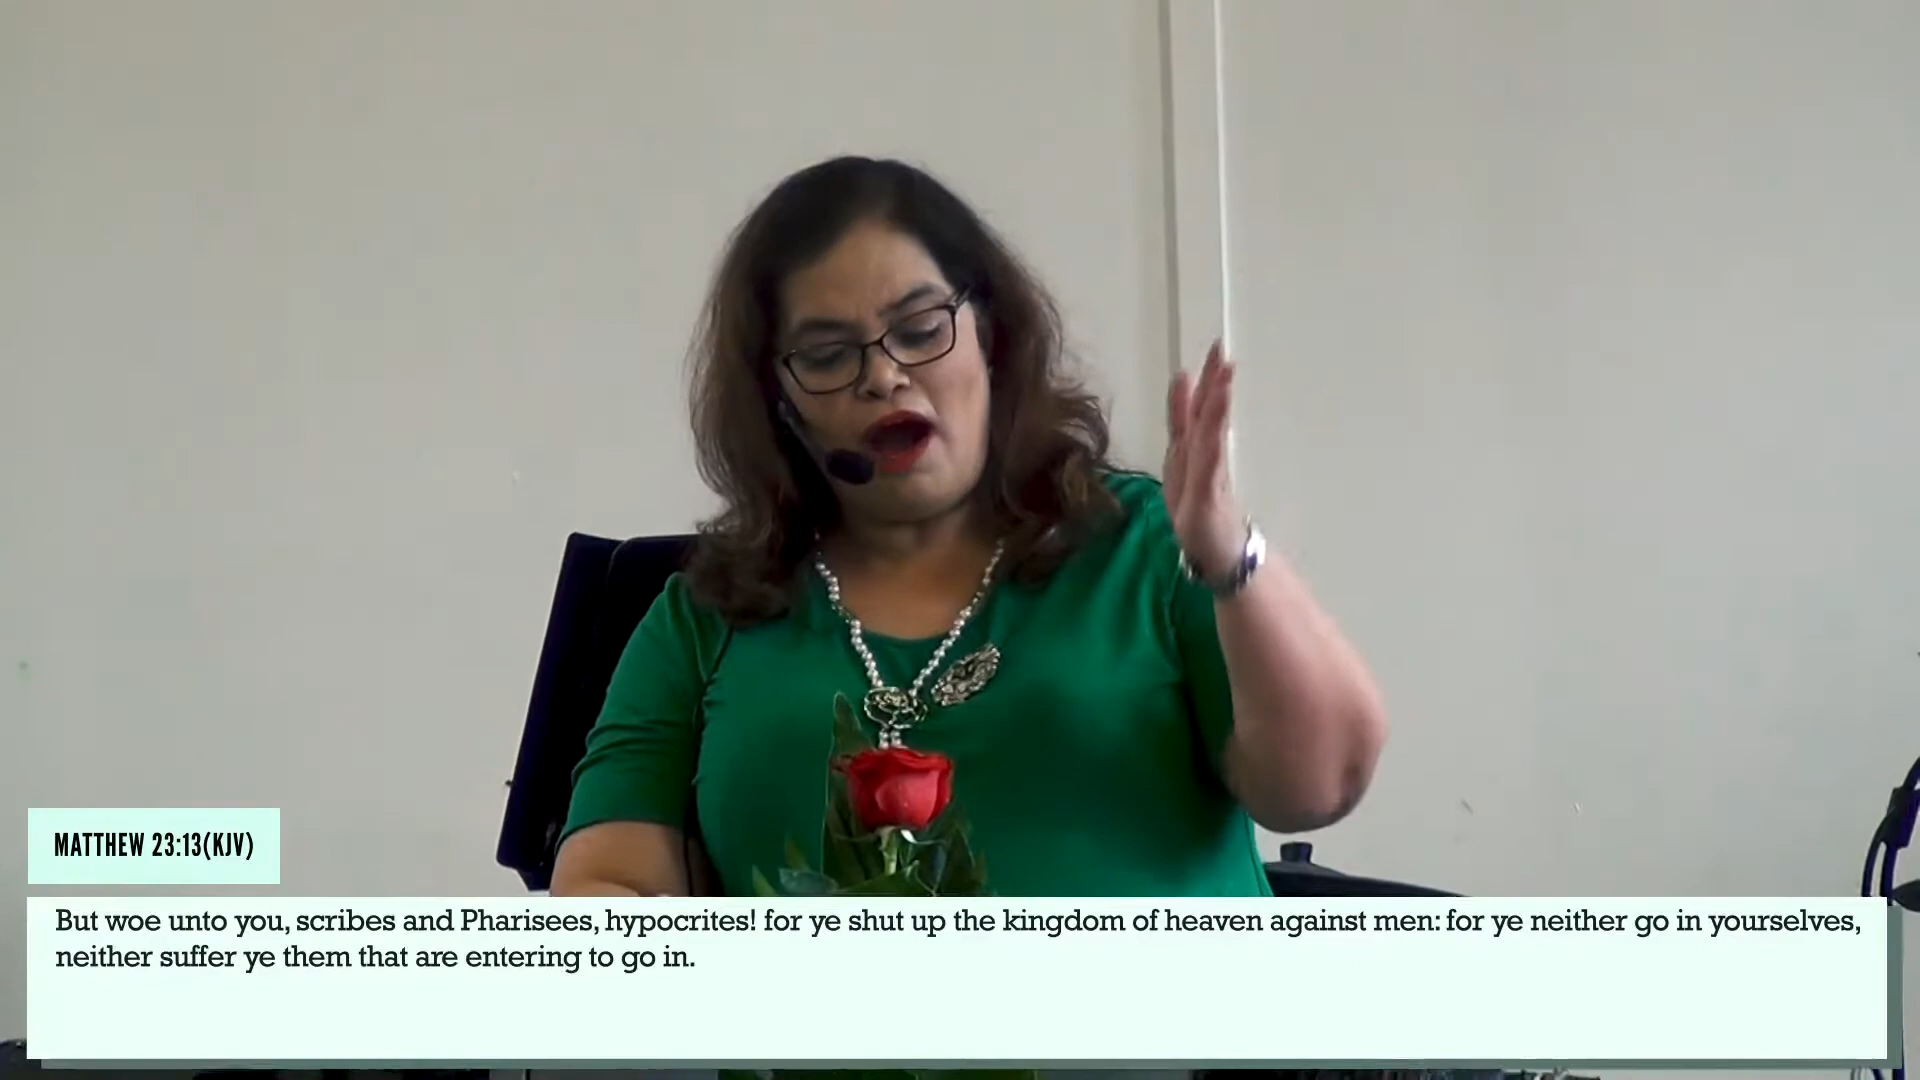 MATTHEW 23:13(KJV)
But woe unto you, scribes and Pharisees, hypocrites! for ye shut up the kingdom of heaven against men: for ye neither go in yourselves,
neither suffer ye them that are entering to go in.